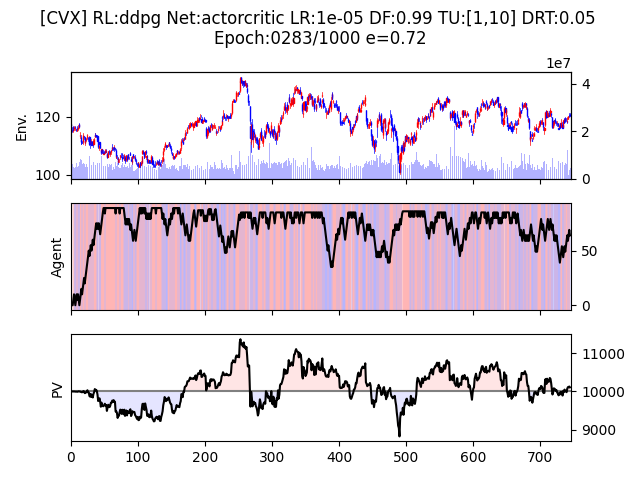 [CVX] RL:ddpg Net:actorcritic LR:1e-05 DF:0.99 TU:[1,10] DRT:0.05
Epoch:0283/1000 e=0.72
1e7
Env.
120
100
4
2
0
Agent
50
0
PV
11000
10000
9000
0 100 200 300 400 500 600 700